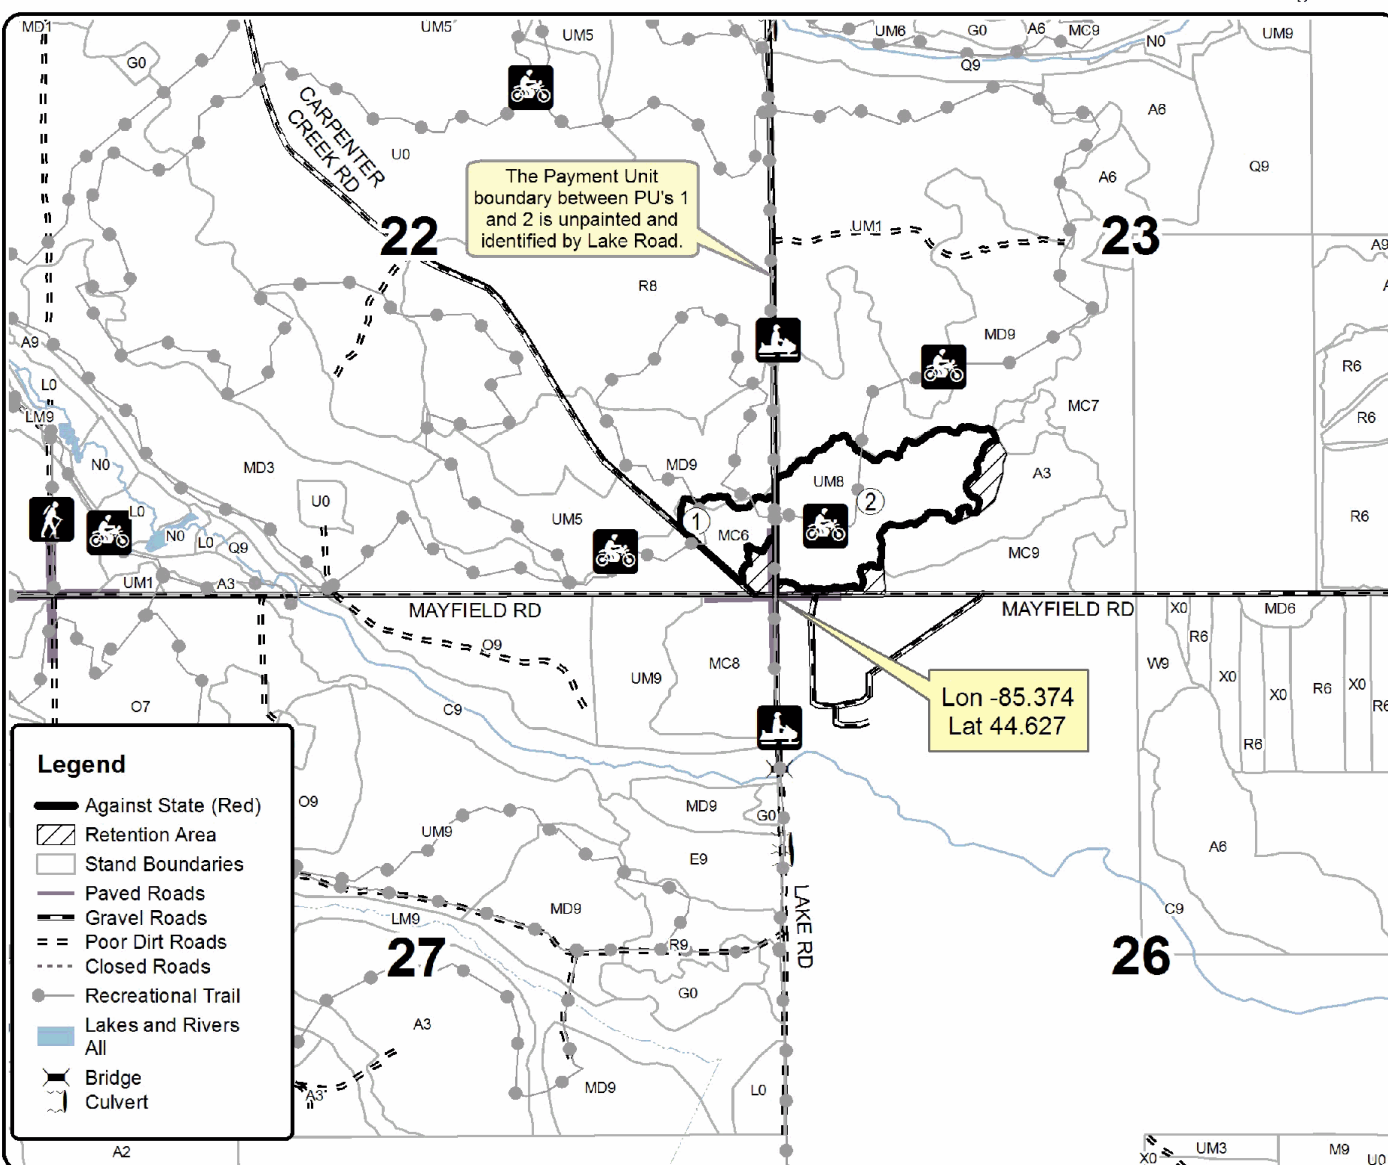 MD1
UM5
UM5
UM6
G0
A6
MC9
N0
UM9
G0
Q9
CARPENTER
CREEK RD
A6
U0
Q9
A6
The Payment Unit
boundary between PU's 1
and 2 is unpainted and
identified by Lake Road.
22
UM1
23
A9
R8
A9
MD9
R6
L0
MC7
LM9
R6
N0
MD3
MD9
A3
UM8
U0
2
L0
UM5
1
R6
N0
L0
Q9
MC6
MC9
UM1
A3
MAYFIELD RD
MAYFIELD RD
X0
MD6
R6
O9
MC8
W9
UM9
X0
X0
R6
X0
R6
O7
C9
Lon -85.374
Lat 44.627
R6
Legend
Against State (Red)
Retention Area
Stand Boundaries
Paved Roads
Gravel Roads
Poor Dirt Roads
Closed Roads
Recreational Trail
Lakes and Rivers
All
Bridge
Culvert
O9
MD9
G0
UM9
E9
A6
LAKE RD
MD9
LM9
C9
27
R9
26
G0
A3
MD9
L0
A3
A2
X0
UM3
M9
U0